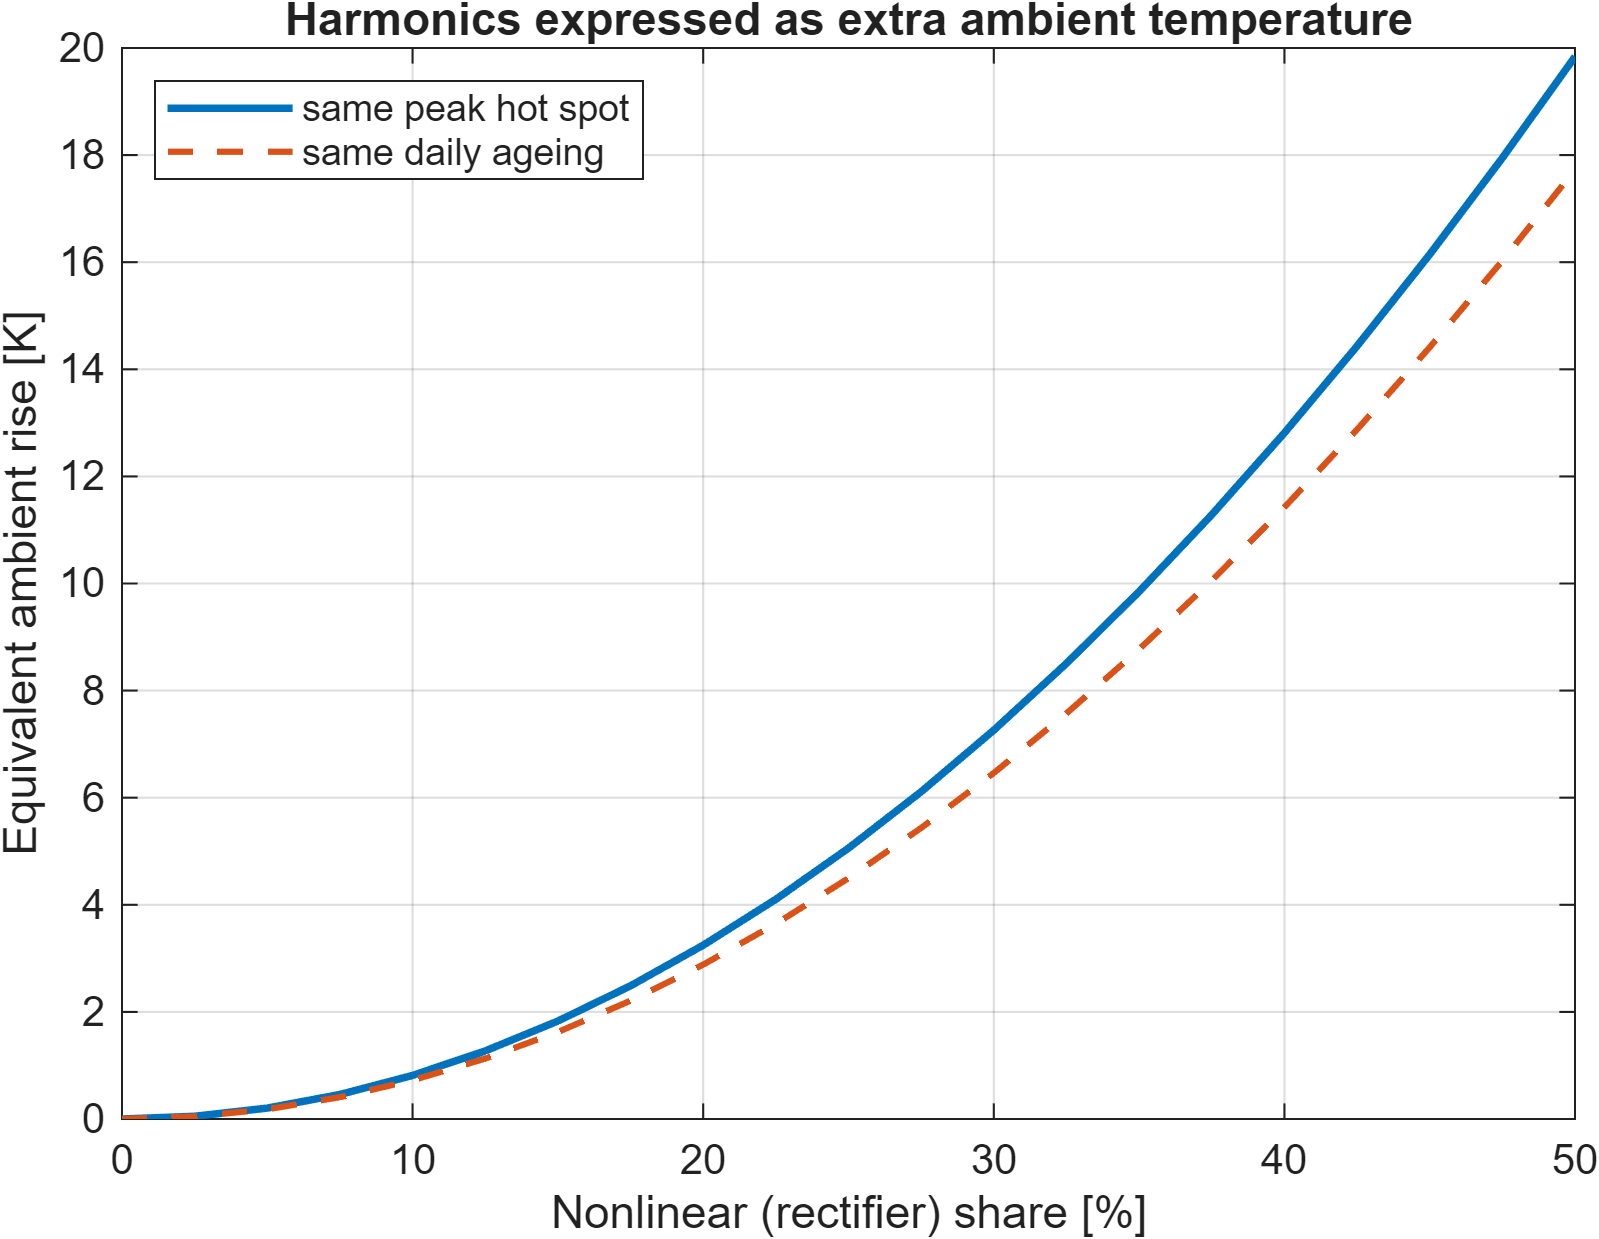 Harmonics expressed as extra ambient temperature
same peak hot spot
same daily ageing
Equivalent ambient rise [K]
20
18
16
14
12
10
8
6
4
2
0
0 10 20 30 40 50
Nonlinear (rectifier) share [%]